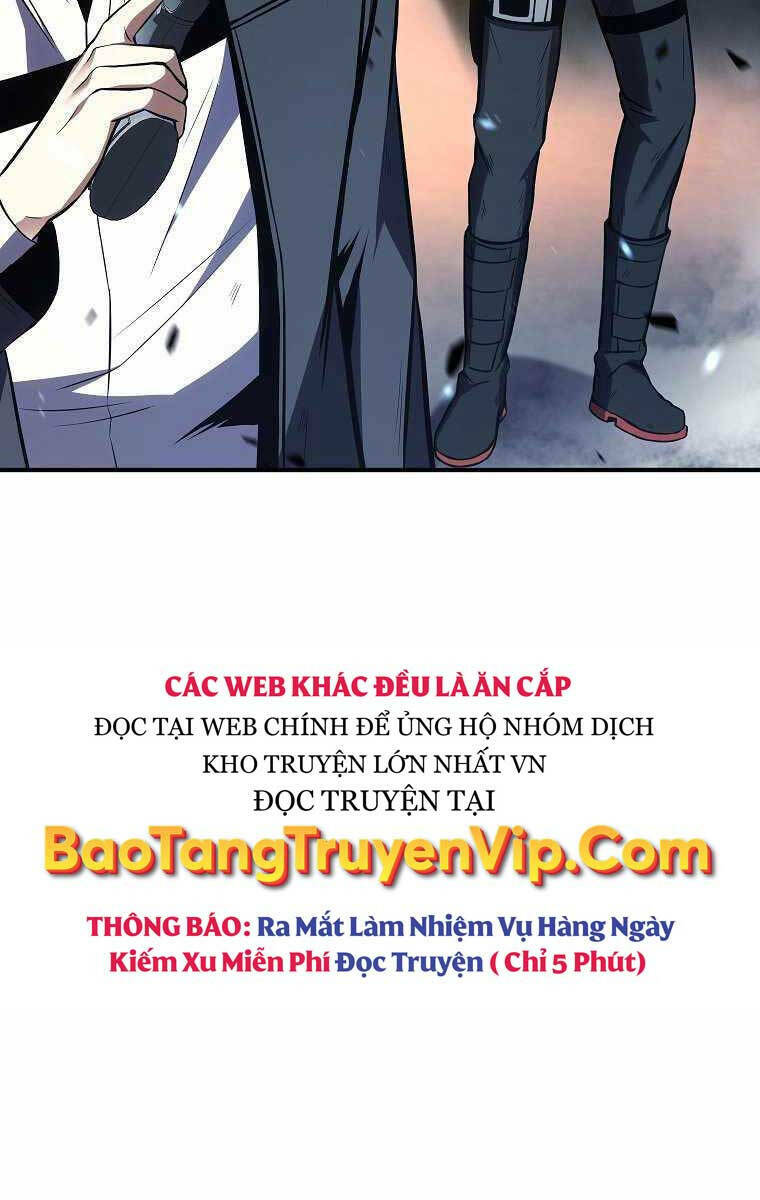 CÁC WEB KHÁC ĐỀU LÀ ĂN CẮP
ĐỌC TẠI WEB CHÍNH ĐỂ ỦNG HỘ NHÓM DỊCH
KHO TRUYỆN LỚN NHẤT VN
ĐỌC TRUYỆN TẠI
BaoTangTruyenVip.Com
THÔNG BÁO: Ra Mắt Làm Nhiệm Vụ Hàng Ngày
Kiếm Xu Miễn Phí Đọc Truyện ( Chỉ 5 Phút)